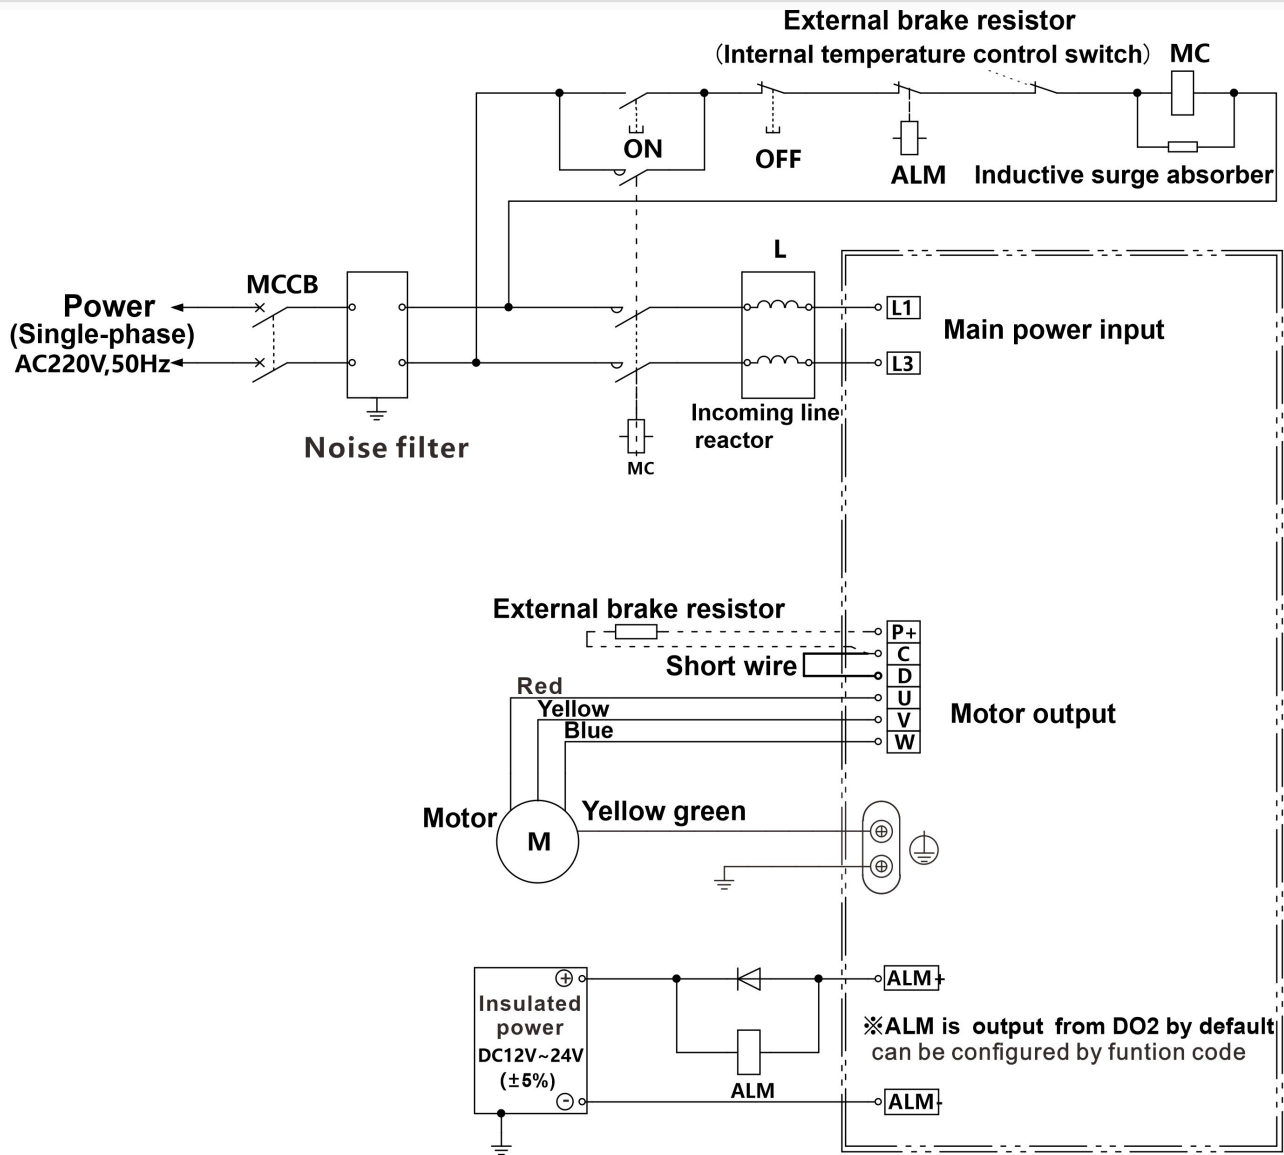 External brake resistor
(Internal temperature control switch)
MC
ON
OFF
ALM
Inductive surge absorber
L
MCCB
Power
(Single-phase)
AC220V,50Hz
L1
L3
Main power input
Incoming line
reactor
Noise filter
MC
External brake resistor
P+
C
Short wire
D
Red
U
Yellow
V
Blue
W
Motor output
Motor
M
Yellow green
+
ALM+
Insulated
power
DC12V~24V
(±5%)
※ALM is output from DO2 by default
can be configured by funtion code
ALM
-
ALM-